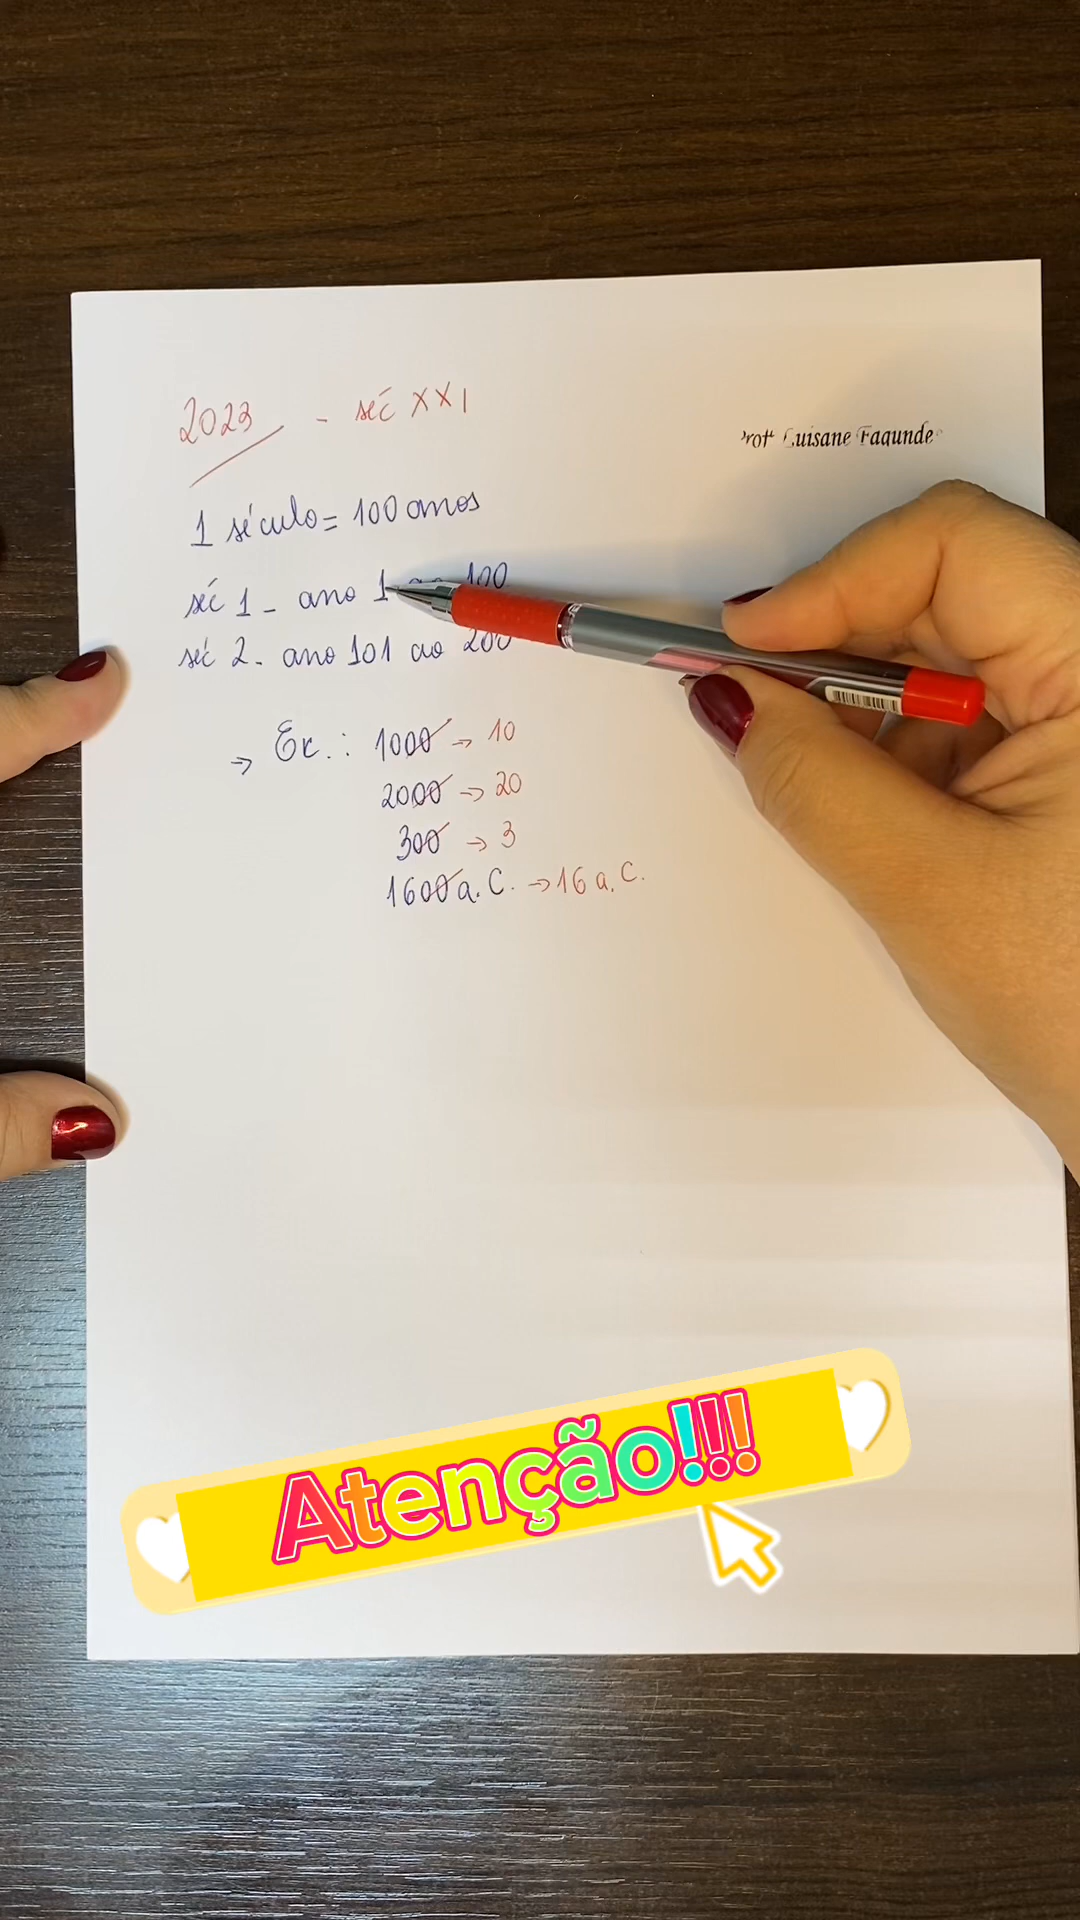 2023 - séc XXI
Luisane Fagunde
1 século = 100 anos
séc 1 - ano 1 ao 100
séc 2 - ano 101 ao 200
→ Ex.: 1000 → 10
2000 → 20
300 → 3
1600 a.C. → 16 a.C.
Atenção!!!